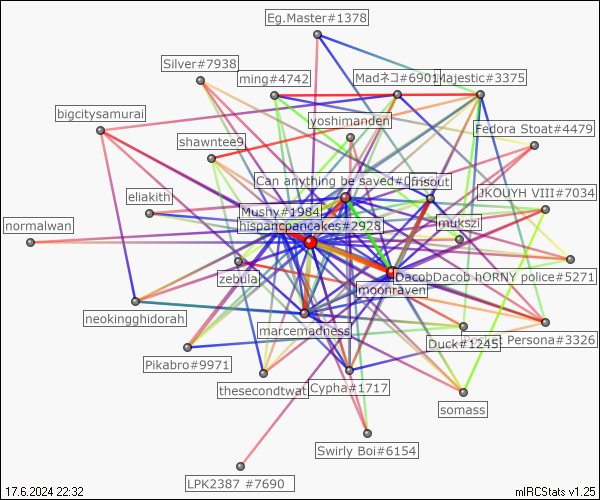 Eg.Master#1378
Silver#7938
ming#4742
Madネコ#6901
Majestic#3375
bigcitysamurai
yoshimanden
Fedora Stoat#4479
shawntee9
Can anything be saved#0
frisout
JKOUYH VIII#7034
eliakith
Mushy#1984
normalwan
hispanicpancakes#2928
mukszi
zebula
DacobDacob
hORNY police#5271
moonraven
neokingghidorah
marcemadness
Duck#1245
Persona#3326
Pikabro#9971
thesecondtwat
Cypha#1717
somass
Swirly Boi#6154
LPK2387 #7690
17.6.2024 22:32
mIRCStats v1.25